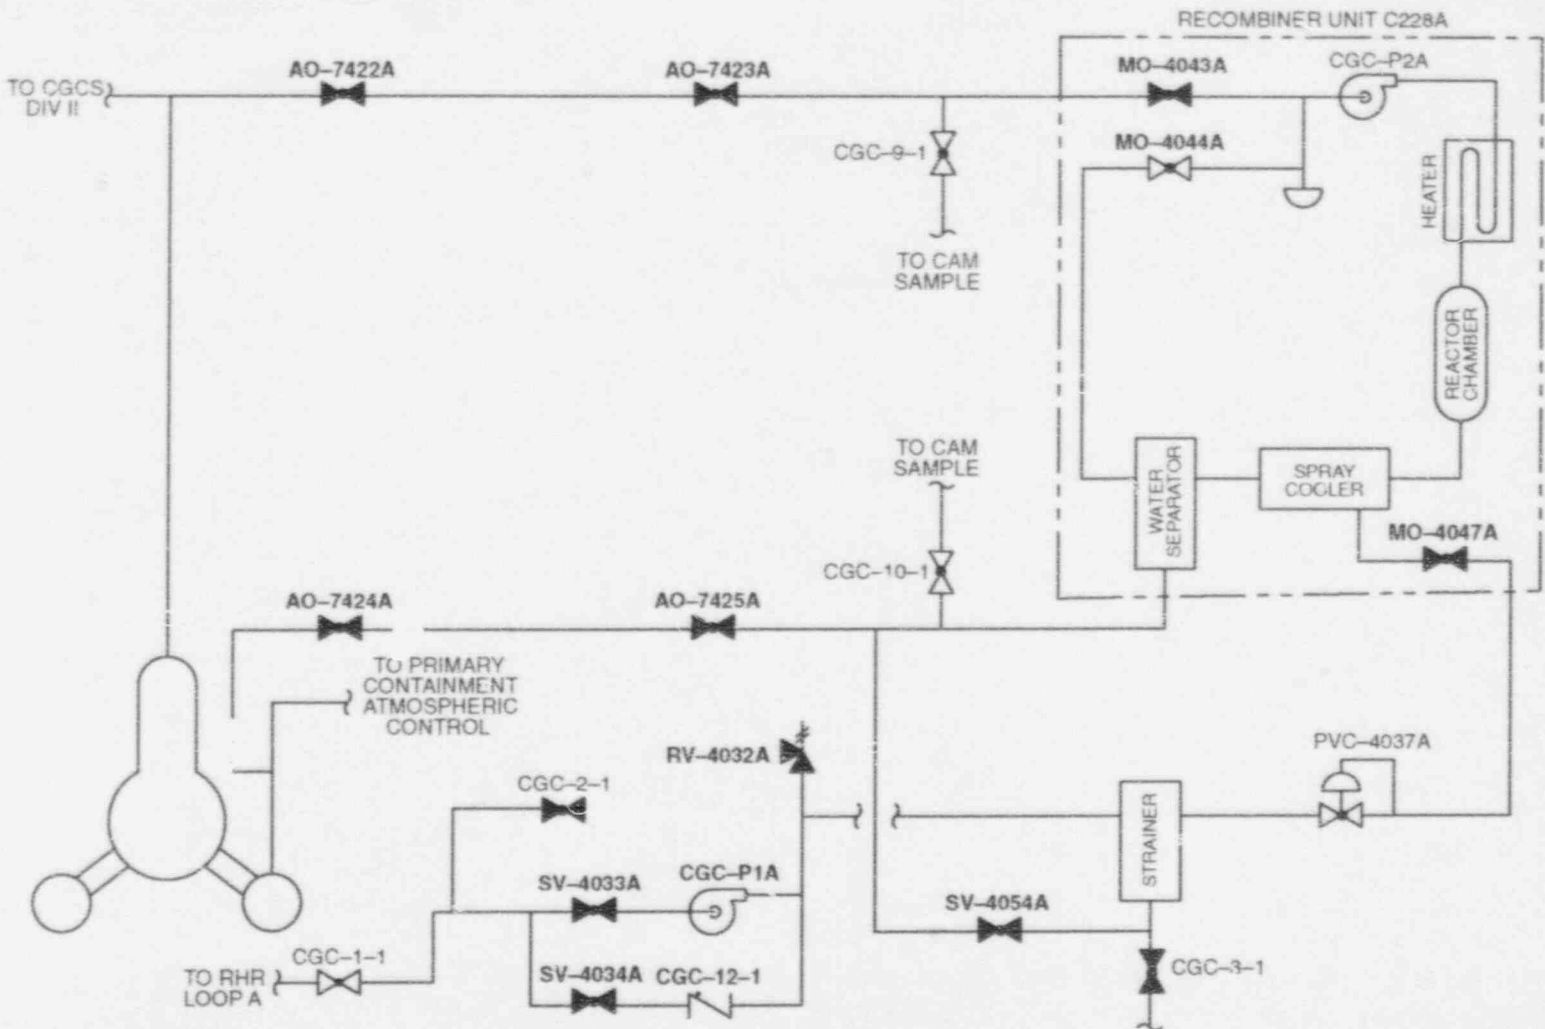 RECOMBINER UNIT C228A
TO CGCS
DIV II
AO-7422A
AO-7423A
MO-4043A
CGC-P2A
CGC-9-1
MO-4044A
HEATER
TO CAM
SAMPLE
REACTOR
CHAMBER
TO CAM
SAMPLE
WATER
SEPARATOR
SPRAY
COOLER
MO-4047A
CGC-10-1
AO-7424A
AO-7425A
TO PRIMARY
CONTAINMENT
ATMOSPHERIC
CONTROL
RV-4032A
PVC-4037A
CGC-2-1
STRAINER
SV-4033A
CGC-P1A
SV-4054A
CGC-1-1
TO RHR
LOOP A
SV-4034A
CGC-12-1
CGC-3-1